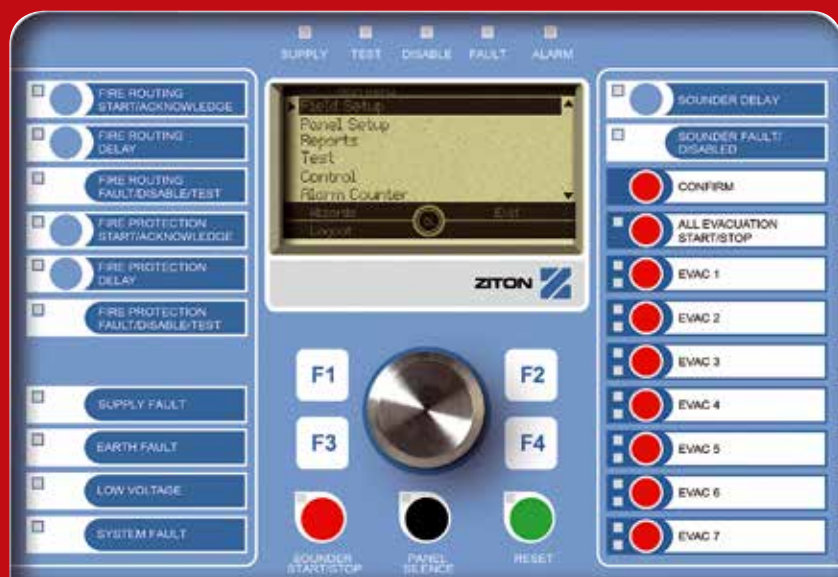 SUPPLY TEST DISABLE FAULT ALARM
FIRE ROUTING
START/ACKNOWLEDGE
FIRE ROUTING
DELAY
FIRE ROUTING
FAULT/DISABLE/TEST
FIRE PROTECTION
START/ACKNOWLEDGE
FIRE PROTECTION
DELAY
FIRE PROTECTION
FAULT/DISABLE/TEST
SUPPLY FAULT
EARTH FAULT
LOW VOLTAGE
SYSTEM FAULT
Field Setup
Panel Setup
Reports
Test
Control
Alarm Counter
Exit
Logout
ZITON
F1 F2
F3 F4
SOUNDER
START/STOP
PANEL
SILENCE
RESET
SOUNDER DELAY
SOUNDER FAULT/
DISABLED
CONFIRM
ALL EVACUATION
START/STOP
EVAC 1
EVAC 2
EVAC 3
EVAC 4
EVAC 5
EVAC 6
EVAC 7